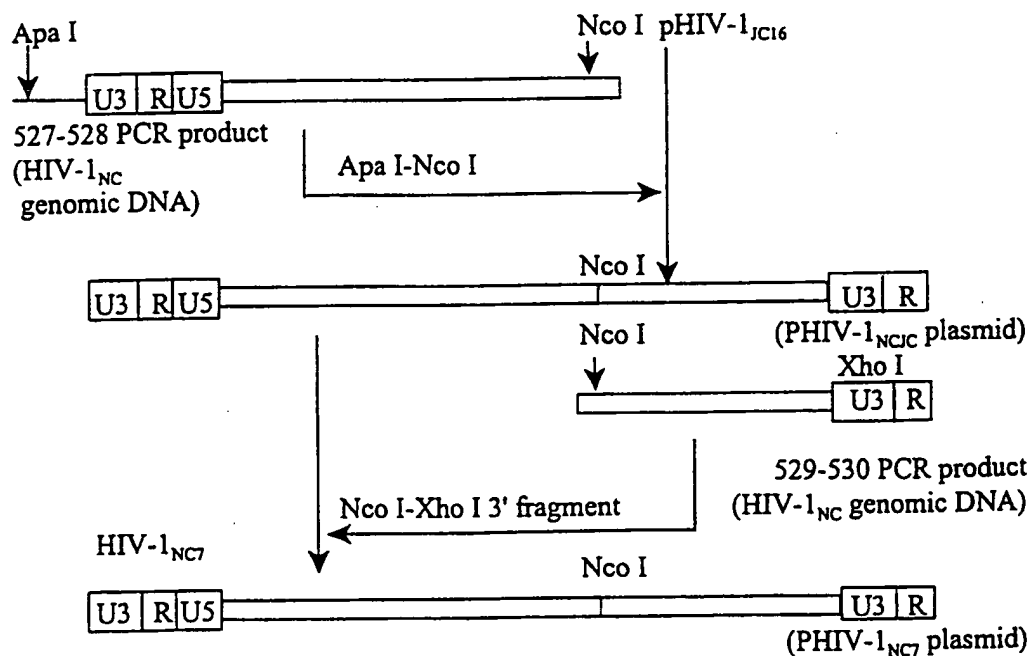 Apa I
Nco I pHIV-1JC16
U3 R U5
527-528 PCR product
(HIV-1NC
genomic DNA)
Apa I-Nco I
Nco I
U3 R U5
U3 R
(PHIV-1NCJC plasmid)
Nco I
Xho I
U3 R
529-530 PCR product
(HIV-1NC genomic DNA)
Nco I-Xho I 3' fragment
HIV-1NC7
Nco I
U3 R U5
U3 R
(PHIV-1NC7 plasmid)